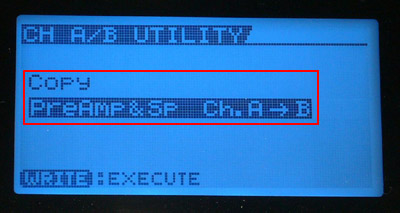 CH A/B UTILITY
Copy
PreAmp&Sp Ch.A→B
WRITE:EXECUTE